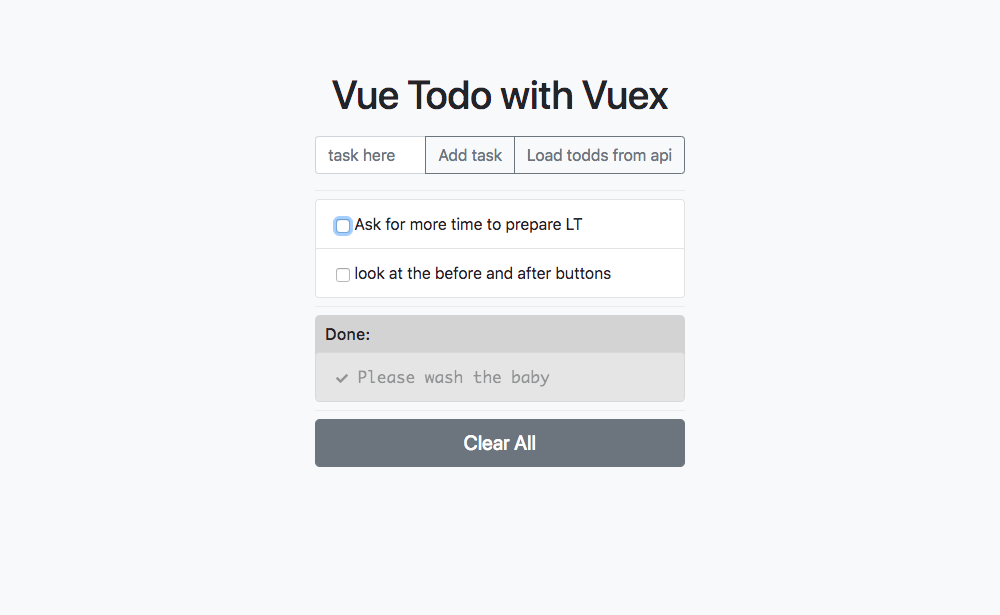 Vue Todo with Vuex
task here Add task Load todds from api
Ask for more time to prepare LT
look at the before and after buttons
Done:
Please wash the baby
Clear All